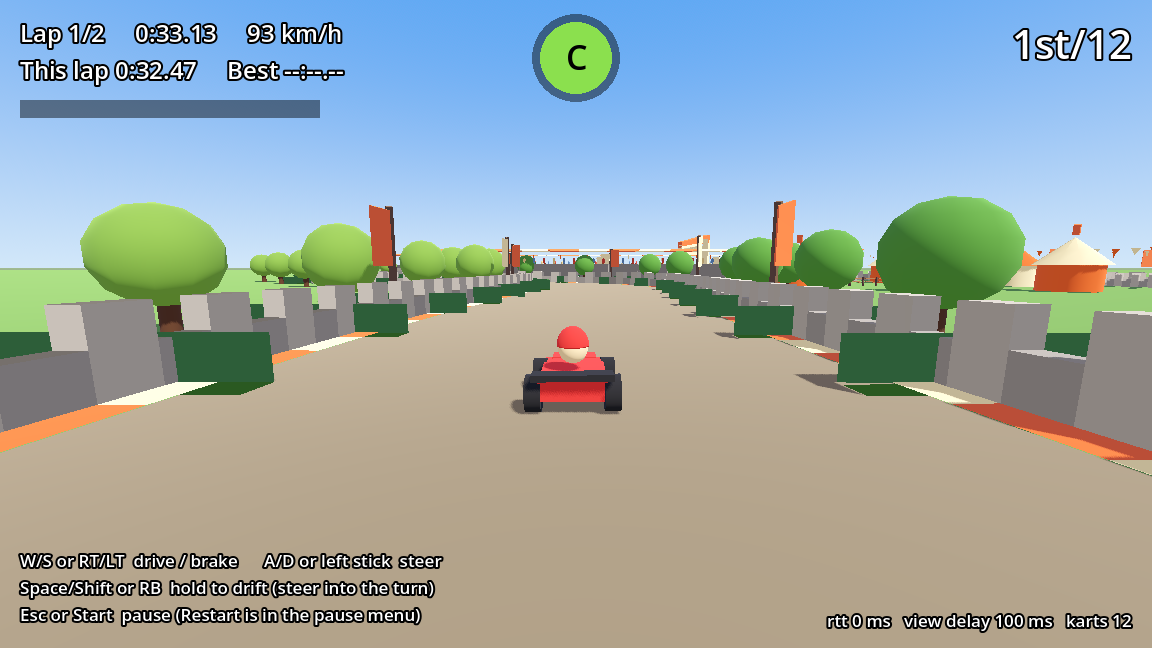 Lap 1/2 0:33.13 93 km/h
This lap 0:32.47 Best --:--.--
C
1st/12
W/S or RT/LT drive / brake A/D or left stick steer
Space/Shift or RB hold to drift (steer into the turn)
Esc or Start pause (Restart is in the pause menu)
rtt 0 ms view delay 100 ms karts 12